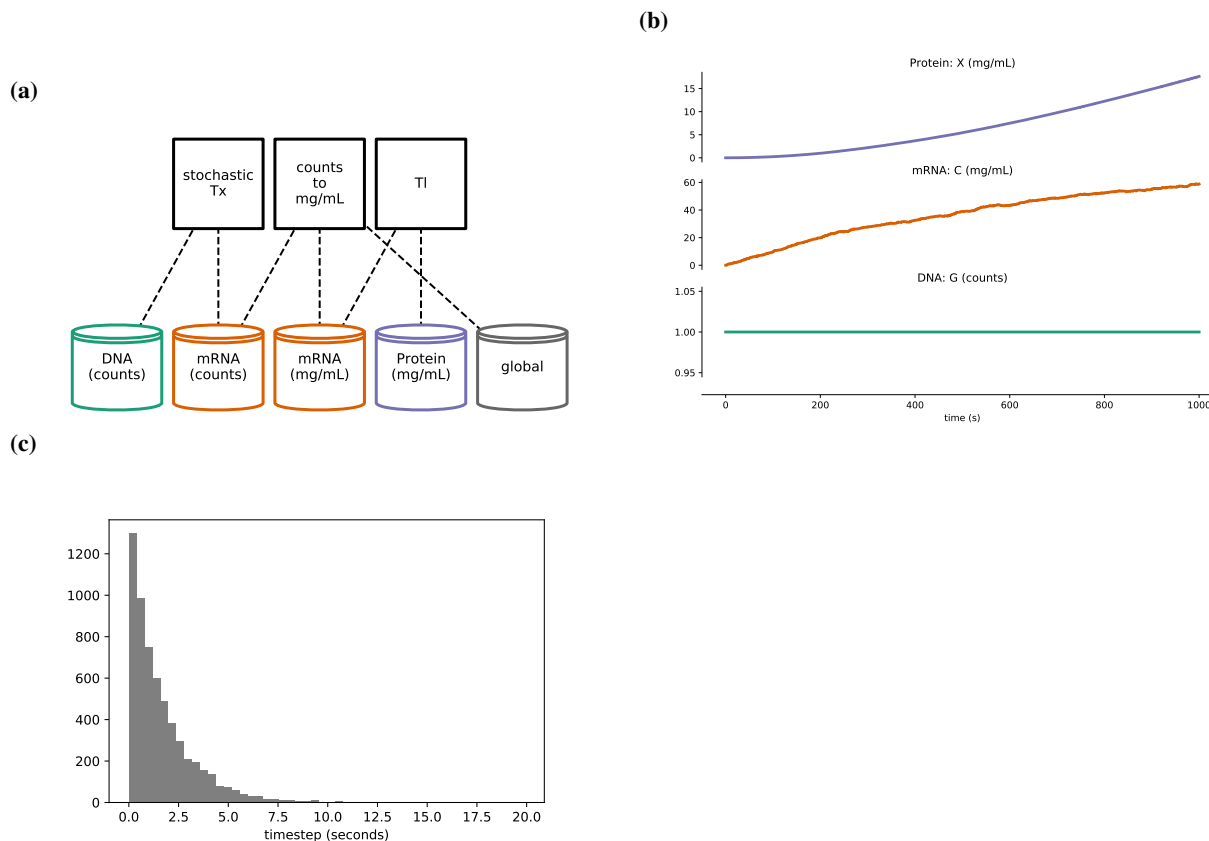 (a)
stochastic
Tx
counts
to
mg/mL
Tl
DNA
(counts)
mRNA
(counts)
mRNA
(mg/mL)
Protein
(mg/mL)
global
(b)
Protein: X (mg/mL)
15
10
5
0
mRNA: C (mg/mL)
60
40
20
0
DNA: G (counts)
1.05
1.00
0.95
0 200 400 600 800 1000
time (s)
(c)
1200
1000
800
600
400
200
0
0.0 2.5 5.0 7.5 10.0 12.5 15.0 17.5 20.0
timestep (seconds)